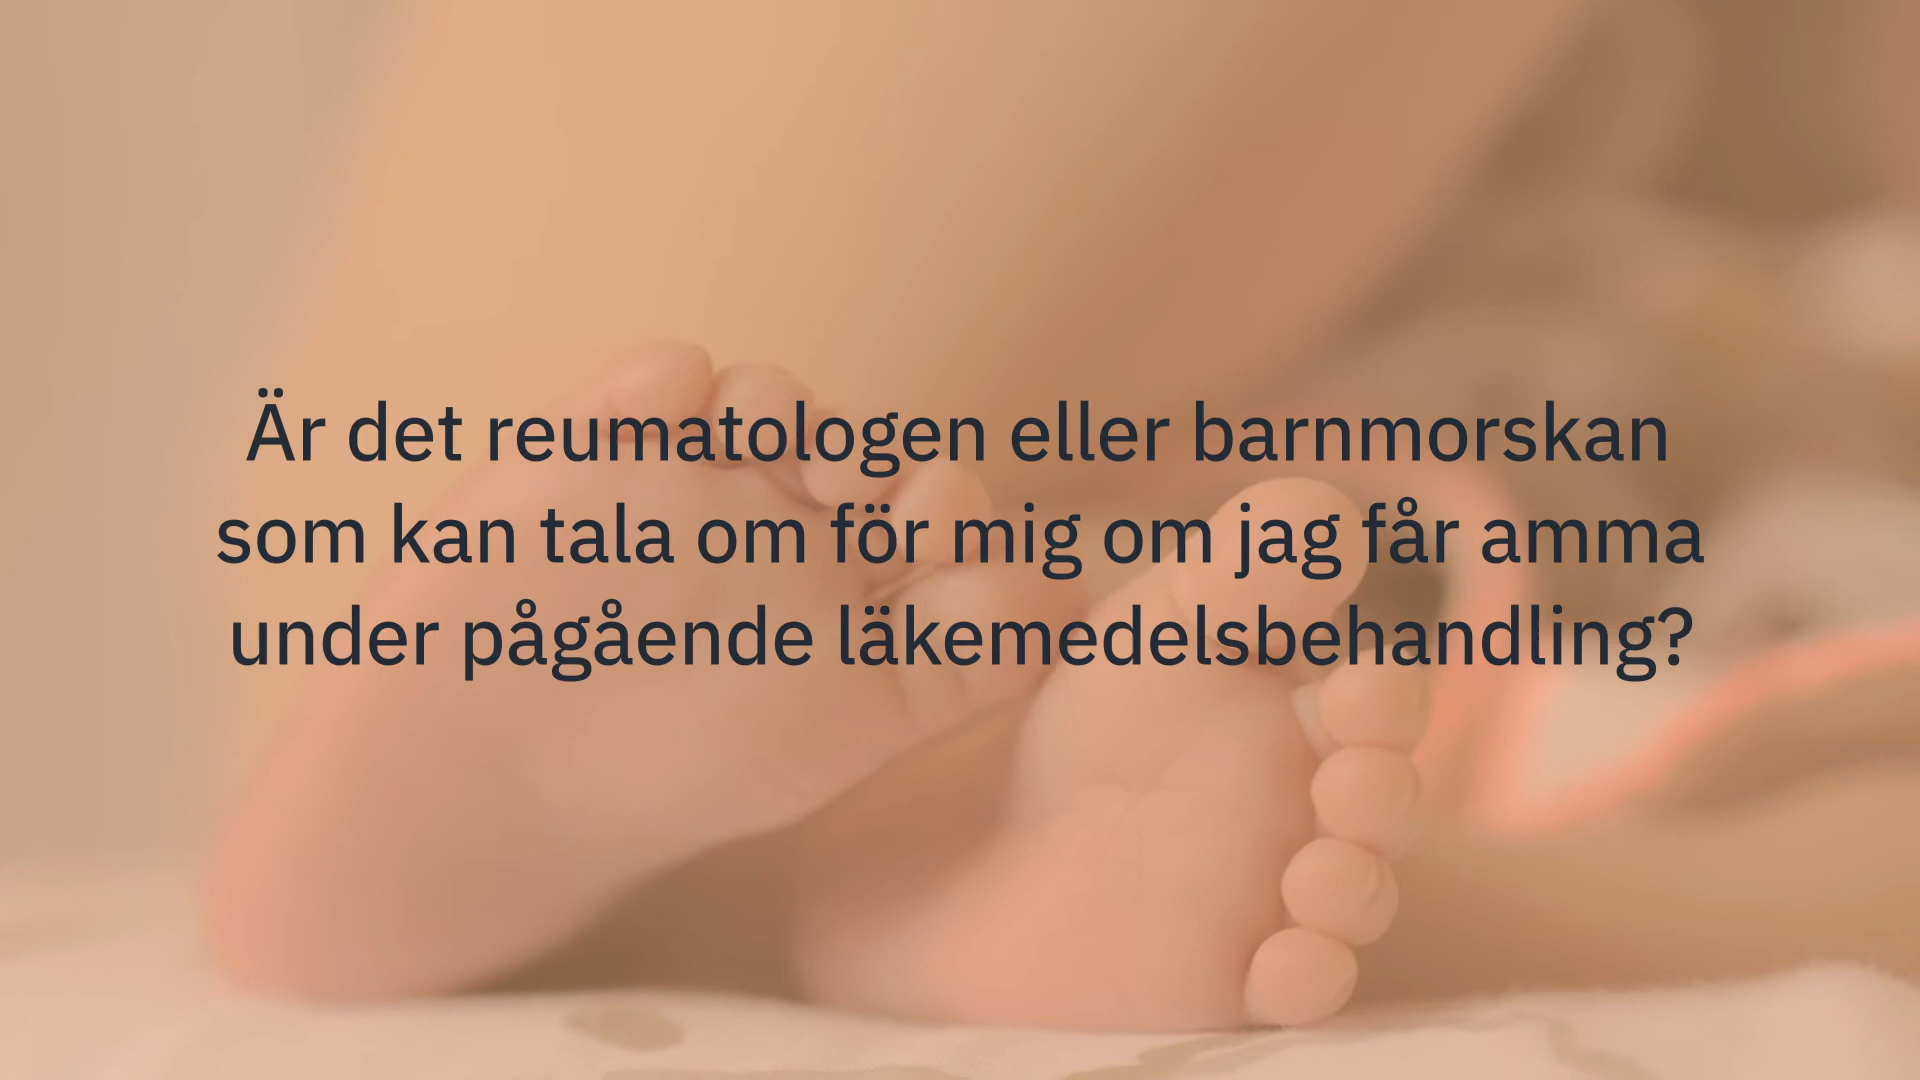 Är det reumatologen eller barnmorskan
som kan tala om för mig om jag får amma
under pågående läkemedelsbehandling?